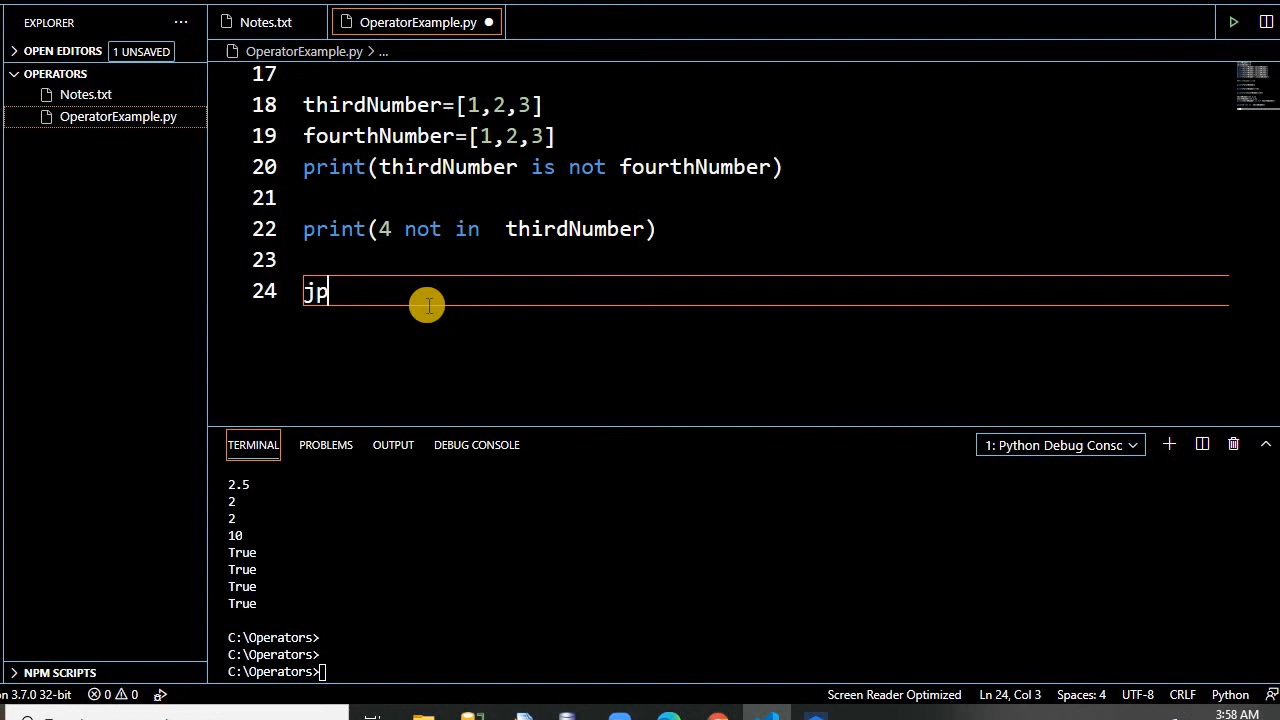 EXPLORER
Notes.txt
OperatorExample.py
OPEN EDITORS 1 UNSAVED
OperatorExample.py > ...
OPERATORS
Notes.txt
OperatorExample.py
17
18 thirdNumber=[1,2,3]
19 fourthNumber=[1,2,3]
20 print(thirdNumber is not fourthNumber)
21
22 print(4 not in  thirdNumber)
23
24 jp
TERMINAL PROBLEMS OUTPUT DEBUG CONSOLE
1: Python Debug Consc
2.5
2
2
10
True
True
True
True
C:\Operators>
C:\Operators>
C:\Operators>
NPM SCRIPTS
n 3.7.0 32-bit 0 0 Screen Reader Optimized Ln 24, Col 3 Spaces: 4 UTF-8 CRLF Python
3:58 AM